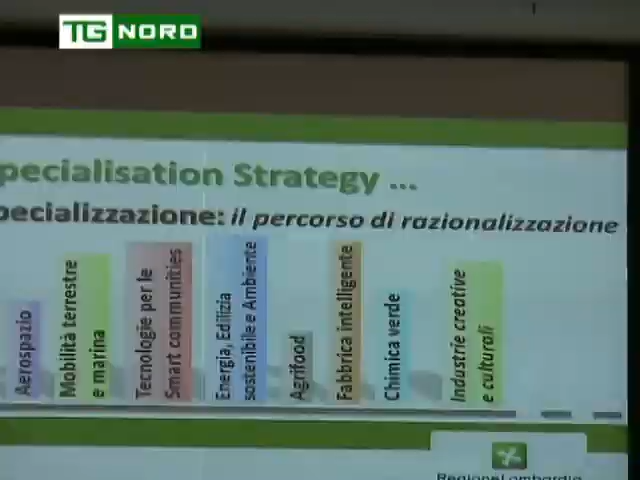 TG NORD
pecialisation Strategy ...
pecializzazione: il percorso di razionalizzazione
Aerospazio
Mobilità terrestre
e marina
Tecnologie per le
Smart communities
Energia, Edilizia
sostenibile e Ambiente
Agrifood
Fabbrica intelligente
Chimica verde
Industrie creative
e culturali
RegioneLombardia